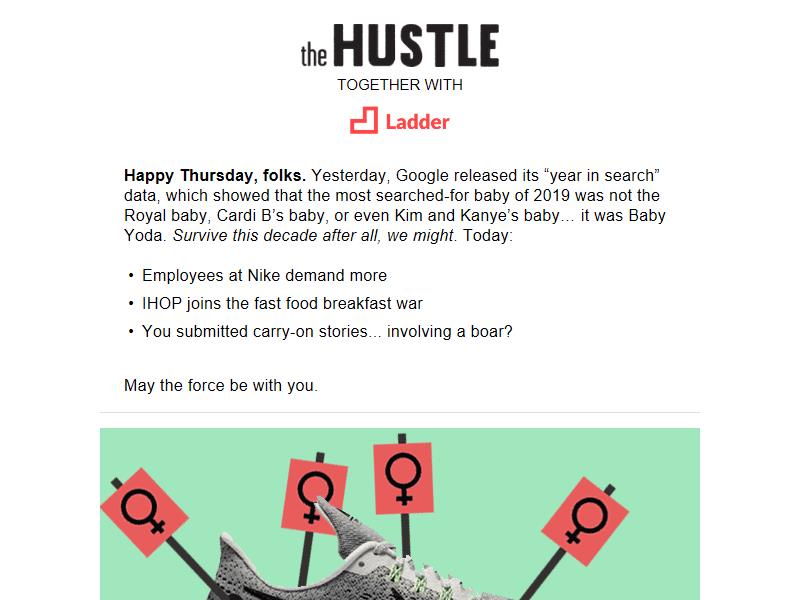 the HUSTLE
TOGETHER WITH
Ladder
Happy Thursday, folks. Yesterday, Google released its “year in search”
data, which showed that the most searched-for baby of 2019 was not the
Royal baby, Cardi B’s baby, or even Kim and Kanye’s baby… it was Baby
Yoda. Survive this decade after all, we might. Today:
• Employees at Nike demand more
• IHOP joins the fast food breakfast war
• You submitted carry-on stories... involving a boar?
May the force be with you.